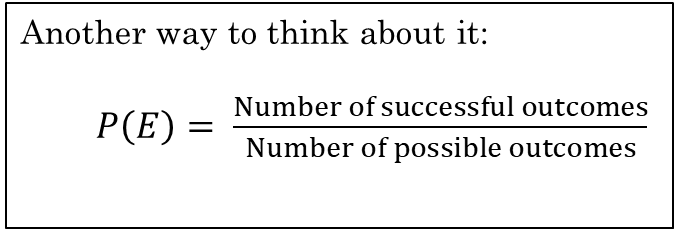 Another way to think about it:
P(E) = Number of successful outcomes / Number of possible outcomes